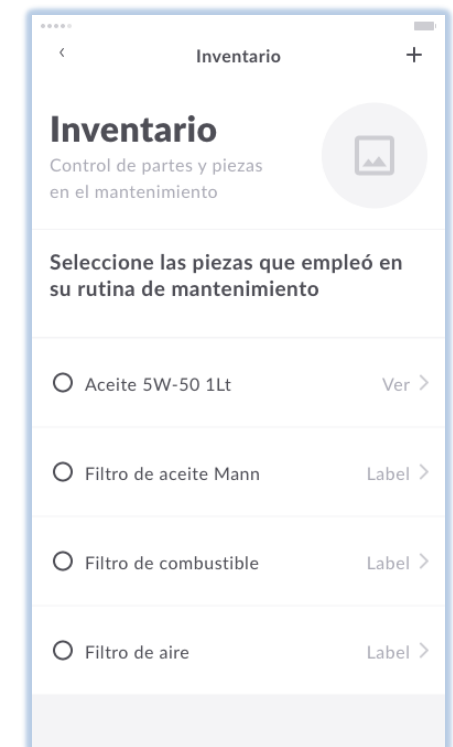 Inventario
Inventario
Control de partes y piezas
en el mantenimiento
Seleccione las piezas que empleó en
su rutina de mantenimiento
Aceite 5W-50 1Lt Ver
Filtro de aceite Mann Label
Filtro de combustible Label
Filtro de aire Label